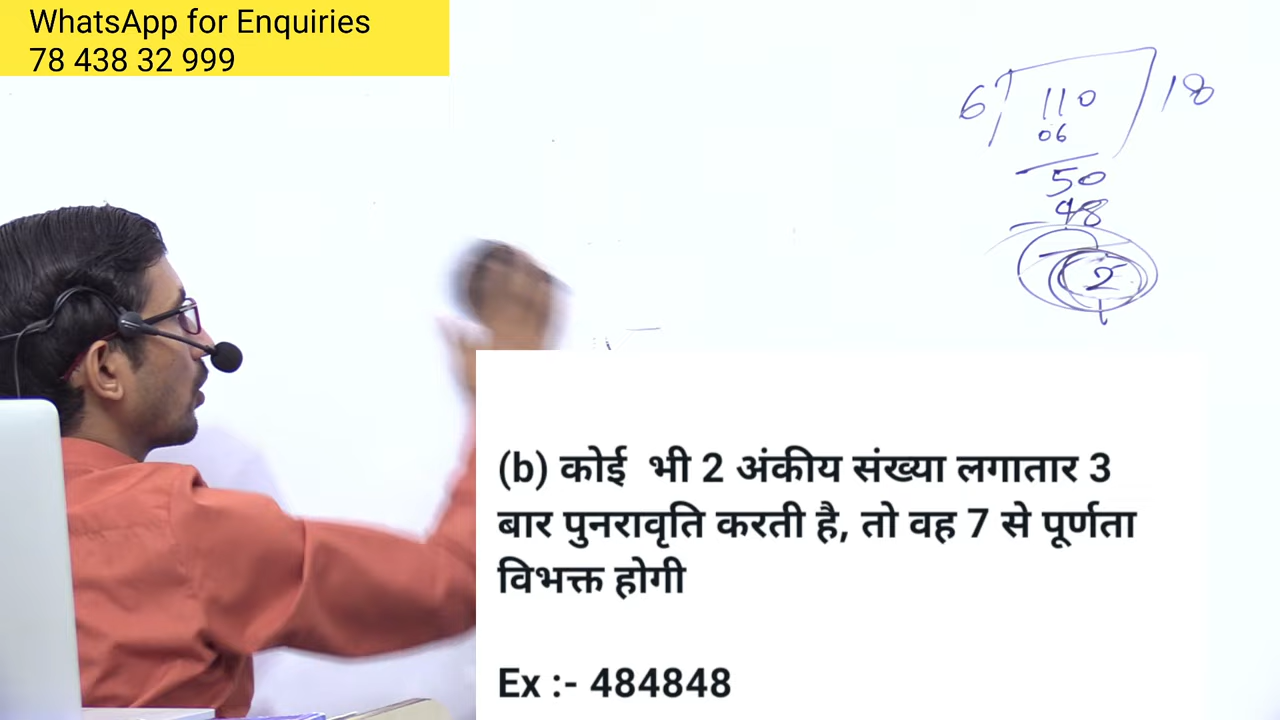 WhatsApp for Enquiries
78 438 32 999
6) 110 ) 18
06
50
48
2
(b) कोई भी 2 अंकीय संख्या लगातार 3
बार पुनरावृति करती है, तो वह 7 से पूर्णता
विभक्त होगी
Ex :- 484848